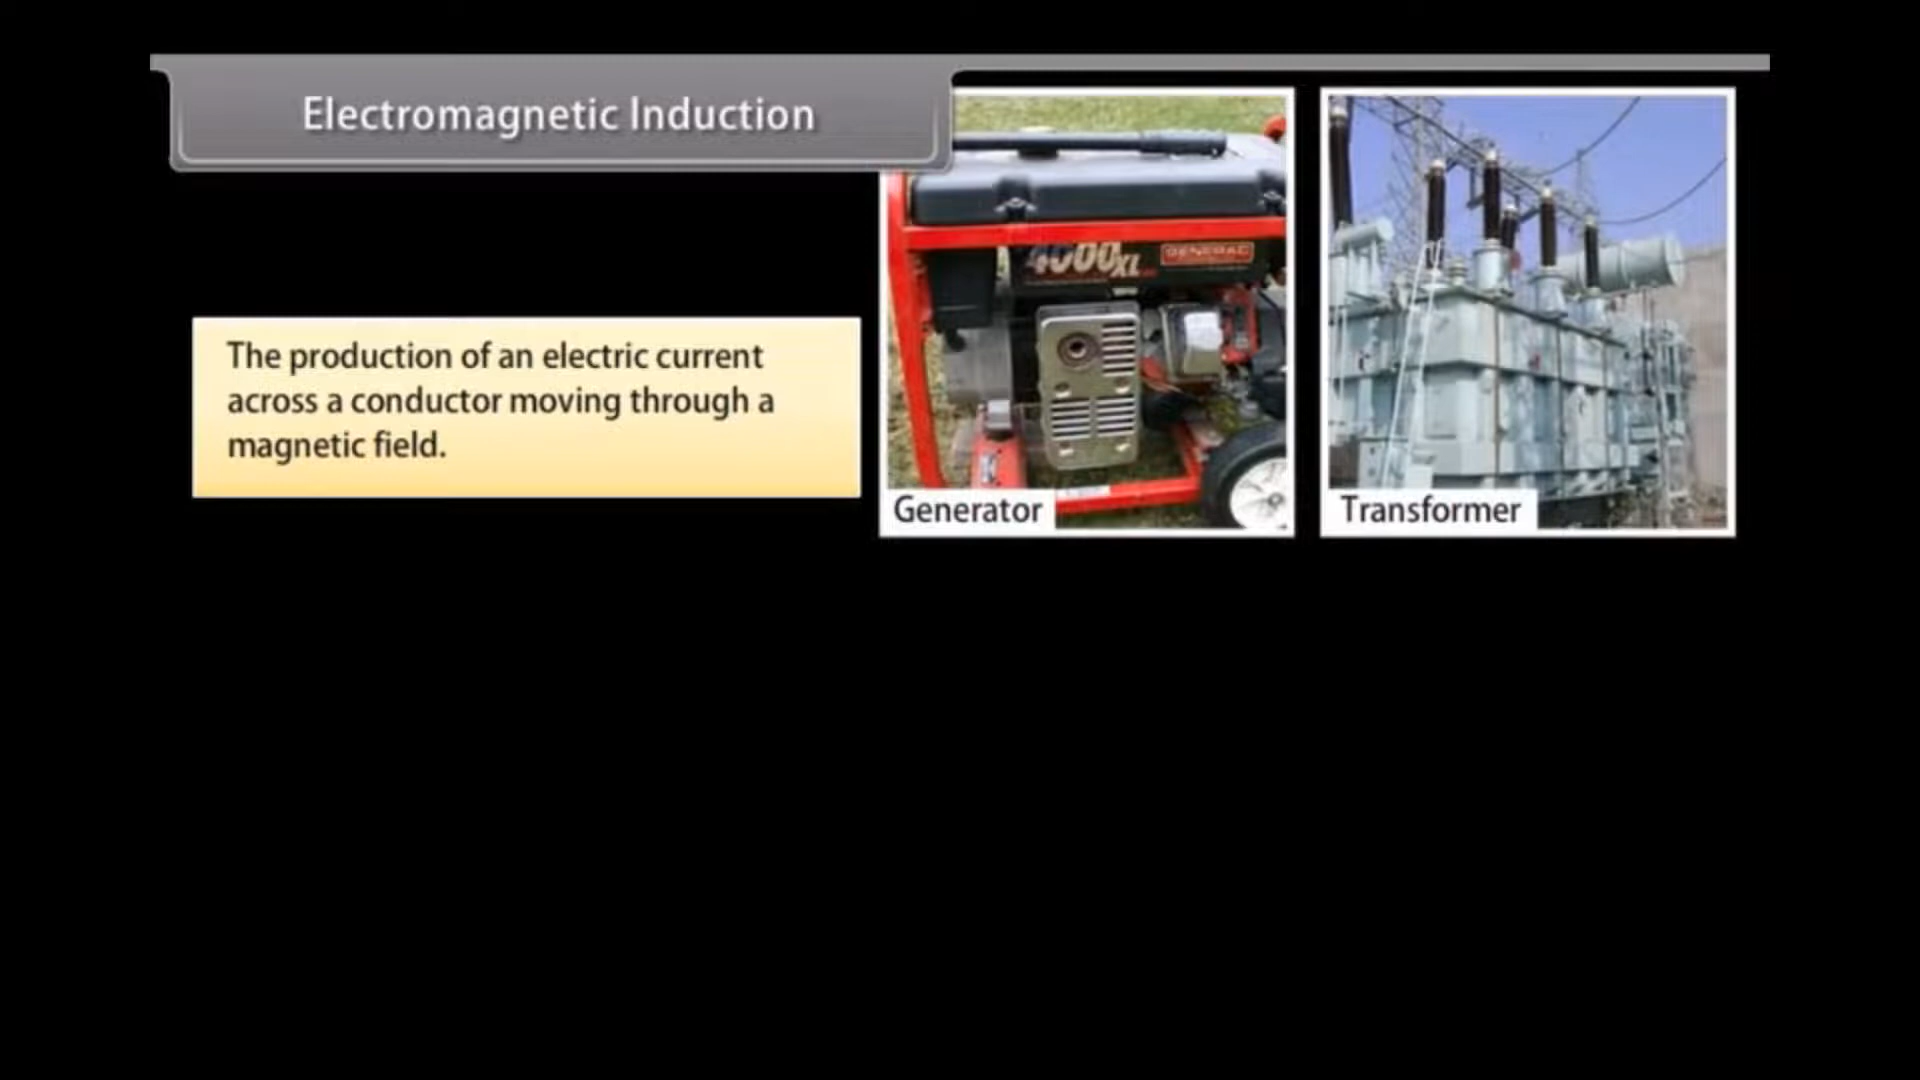 Electromagnetic Induction
The production of an electric current
across a conductor moving through a
magnetic field.
4000XL
GENERAC
Generator
Transformer